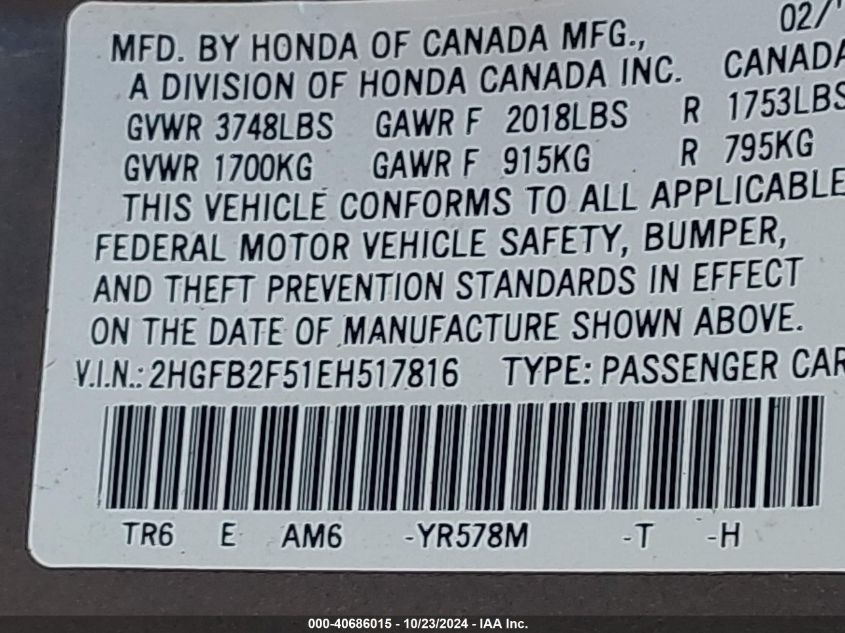 02/
MFD. BY HONDA OF CANADA MFG.,
A DIVISION OF HONDA CANADA INC. CANADA
GVWR 3748LBS GAWR F 2018LBS R 1753LBS
GVWR 1700KG GAWR F 915KG R 795KG
THIS VEHICLE CONFORMS TO ALL APPLICABLE
FEDERAL MOTOR VEHICLE SAFETY, BUMPER,
AND THEFT PREVENTION STANDARDS IN EFFECT
ON THE DATE OF MANUFACTURE SHOWN ABOVE.
V.I.N.: 2HGFB2F51EH517816 TYPE: PASSENGER CAR
TR6 E AM6 -YR578M -T -H
000-40686015 - 10/23/2024 - IAA Inc.